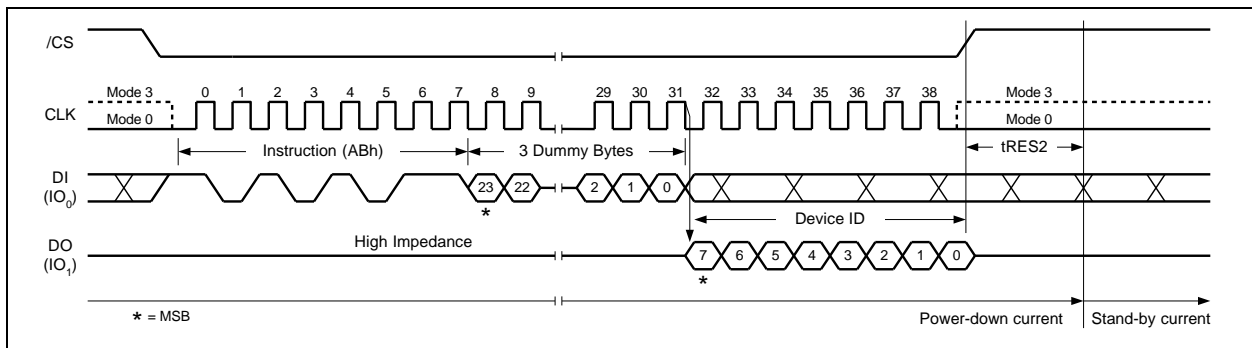 /CS
Mode 3 0 1 2 3 4 5 6 7 8 9 29 30 31 32 33 34 35 36 37 38 Mode 3
CLK
Mode 0 Mode 0
Instruction (ABh) 3 Dummy Bytes tRES2
DI
(IO0)
23 22 2 1 0
* Device ID
DO
(IO1)
High Impedance
7 6 5 4 3 2 1 0
*
* = MSB
Power-down current Stand-by current